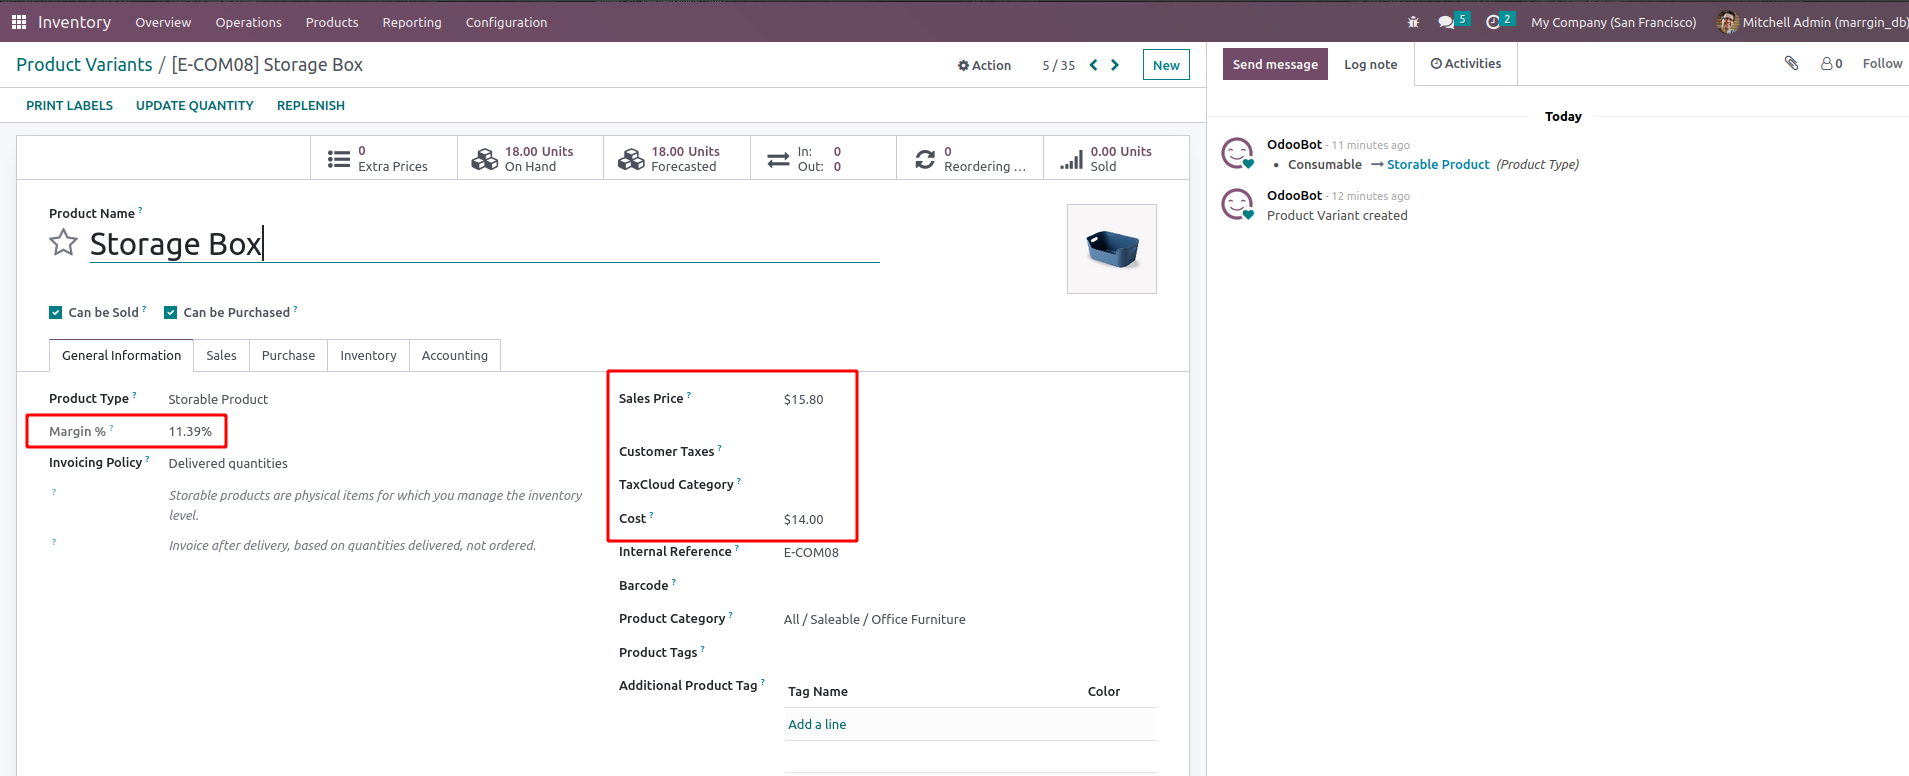 Inventory Overview Operations Products Reporting Configuration 5 2 My Company (San Francisco) Mitchell Admin (marrgin_db)
Product Variants / [E-COM08] Storage Box Action 5 / 35 New
PRINT LABELS UPDATE QUANTITY REPLENISH
0 Extra Prices
18.00 Units On Hand
18.00 Units Forecasted
In: 0
Out: 0
0 Reordering ...
0.00 Units Sold
Product Name ?
Storage Box
Can be Sold ? Can be Purchased ?
General Information Sales Purchase Inventory Accounting
Product Type ? Storable Product
Margin % ? 11.39%
Invoicing Policy ? Delivered quantities
? Storable products are physical items for which you manage the inventory
level.
? Invoice after delivery, based on quantities delivered, not ordered.
Sales Price ? $15.80
Customer Taxes ?
TaxCloud Category ?
Cost ? $14.00
Internal Reference ? E-COM08
Barcode ?
Product Category ? All / Saleable / Office Furniture
Product Tags ?
Additional Product Tag ? Tag Name Color
Add a line
Send message Log note Activities 0 Follow
Today
OdooBot - 11 minutes ago
• Consumable → Storable Product (Product Type)
OdooBot - 12 minutes ago
Product Variant created